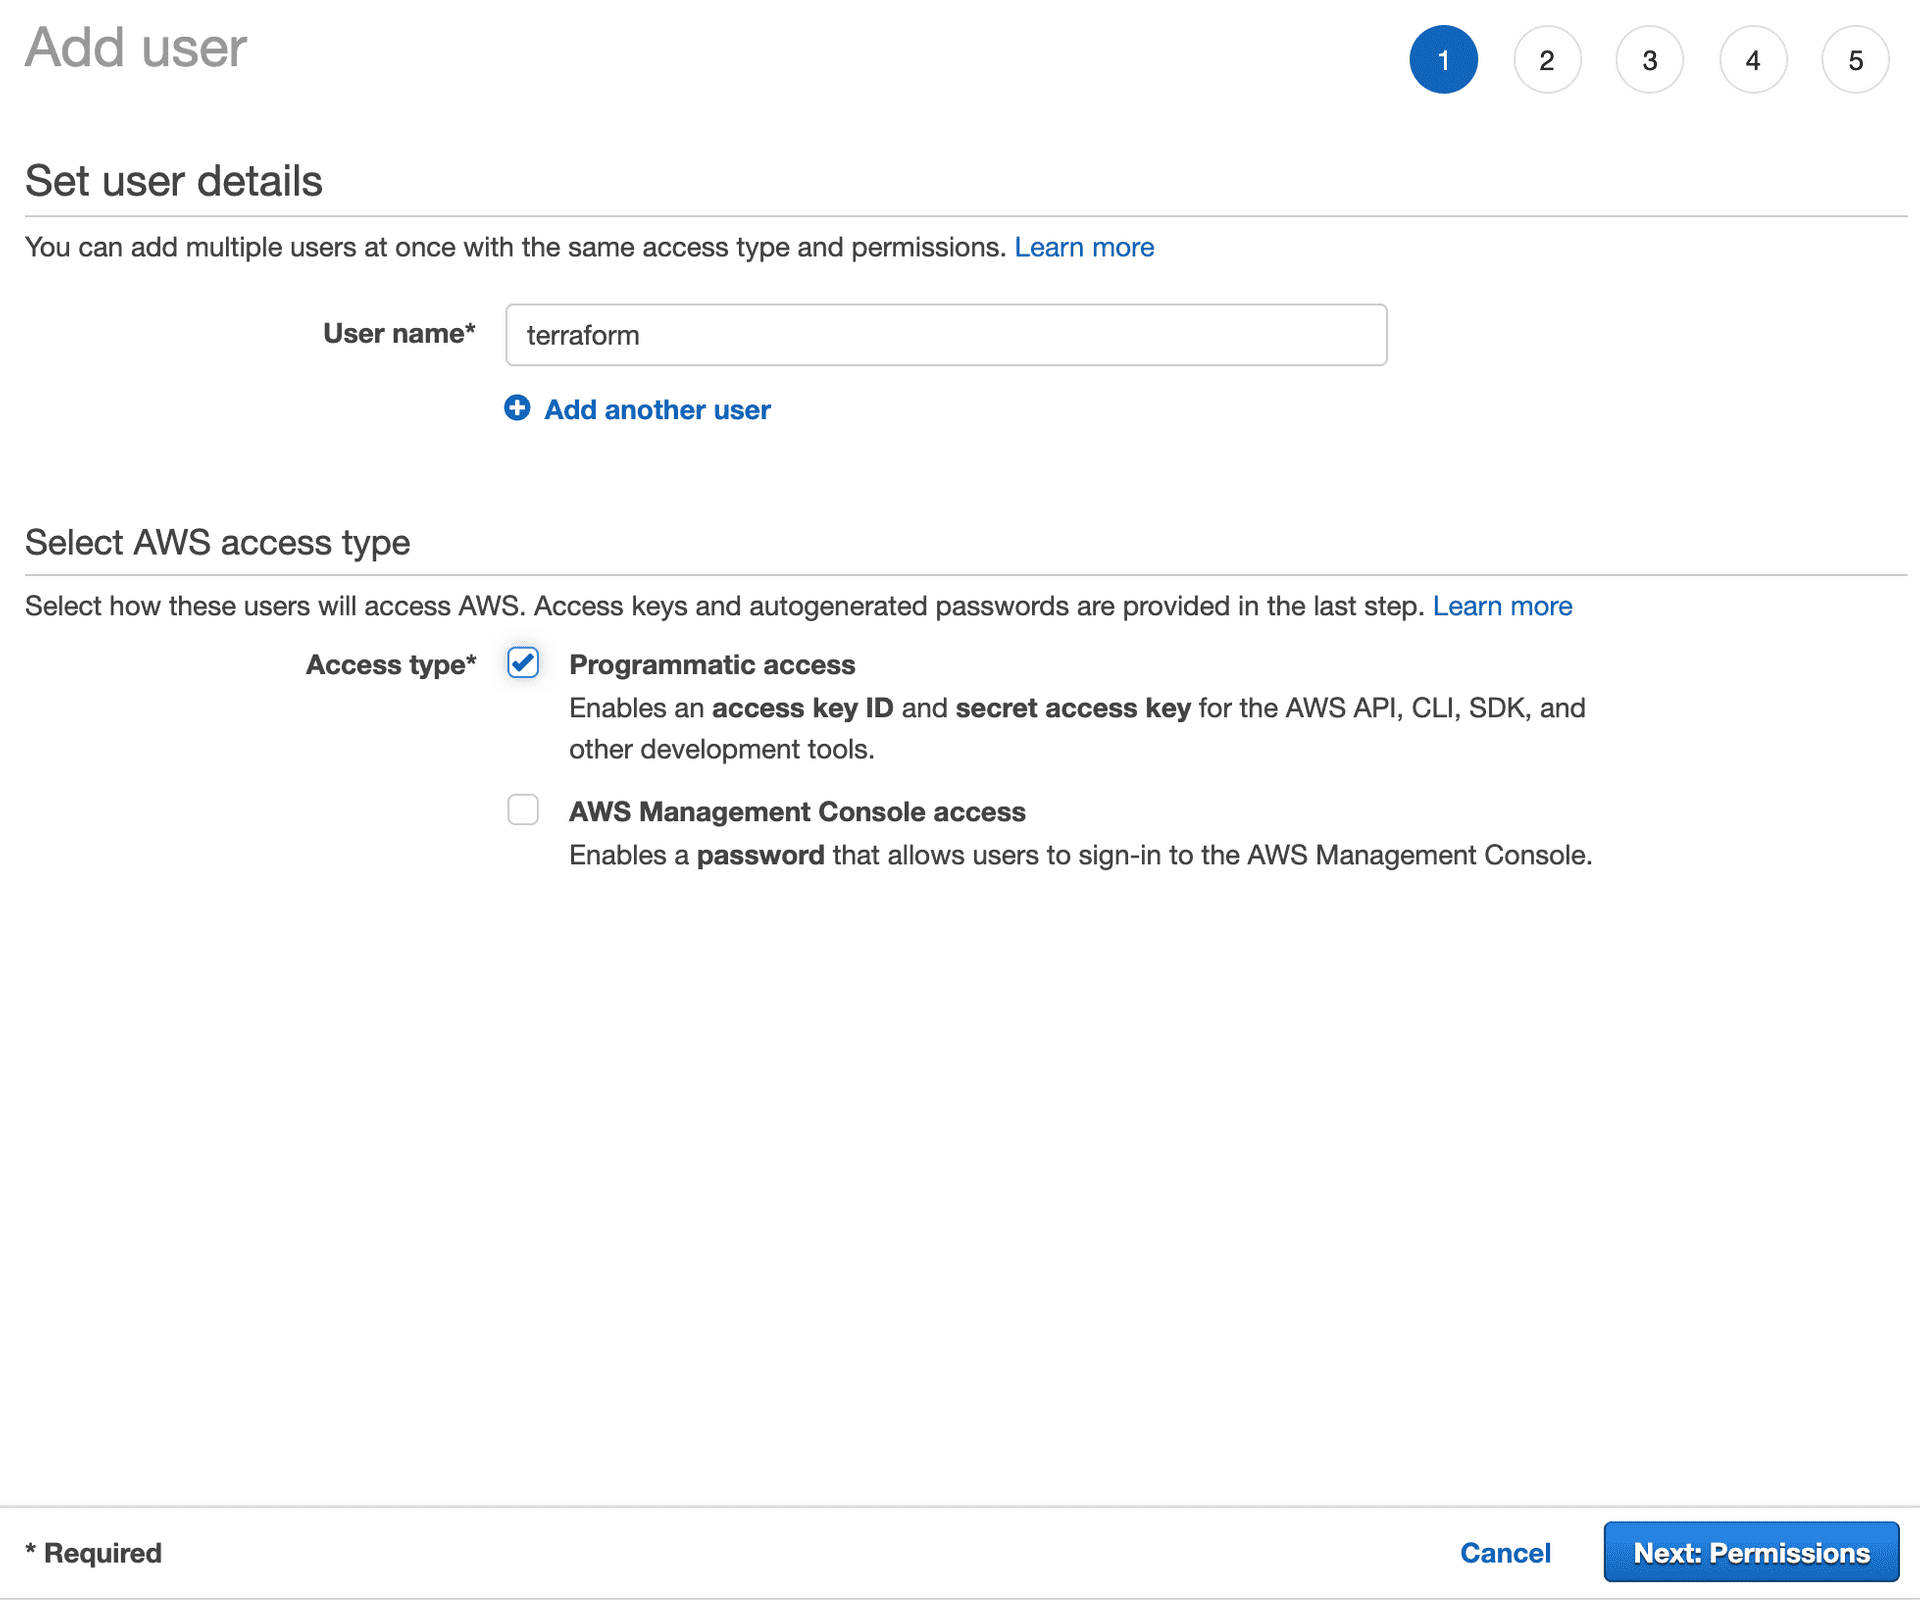 Add user
1 2 3 4 5
Set user details
You can add multiple users at once with the same access type and permissions. Learn more
User name* terraform
Add another user
Select AWS access type
Select how these users will access AWS. Access keys and autogenerated passwords are provided in the last step. Learn more
Access type* Programmatic access
Enables an access key ID and secret access key for the AWS API, CLI, SDK, and
other development tools.
AWS Management Console access
Enables a password that allows users to sign-in to the AWS Management Console.
* Required Cancel Next: Permissions